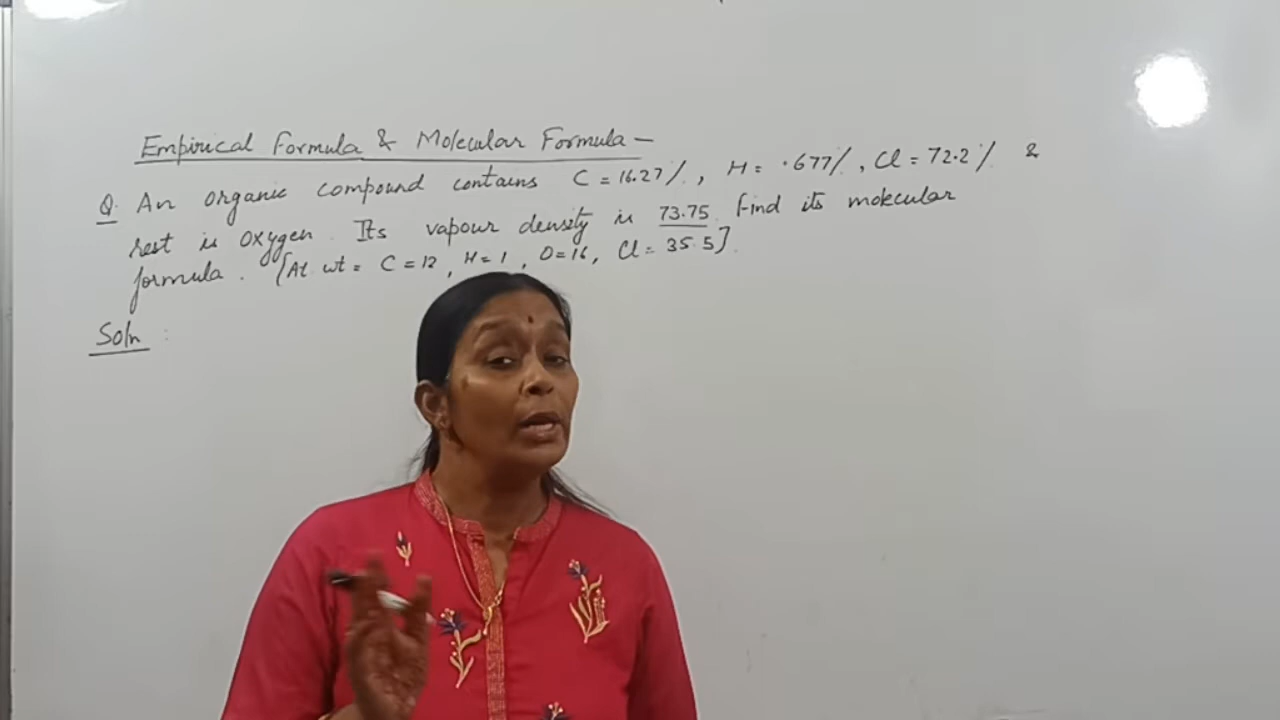 Empirical Formula & Molecular Formula –
Q. An organic compound contains C = 16.27%, H = .677%, Cl = 72.2% &
rest is oxygen. Its vapour density is 73.75. Find its molecular
formula. [At wt = C = 12, H = 1, O = 16, Cl = 35.5].
Soln :